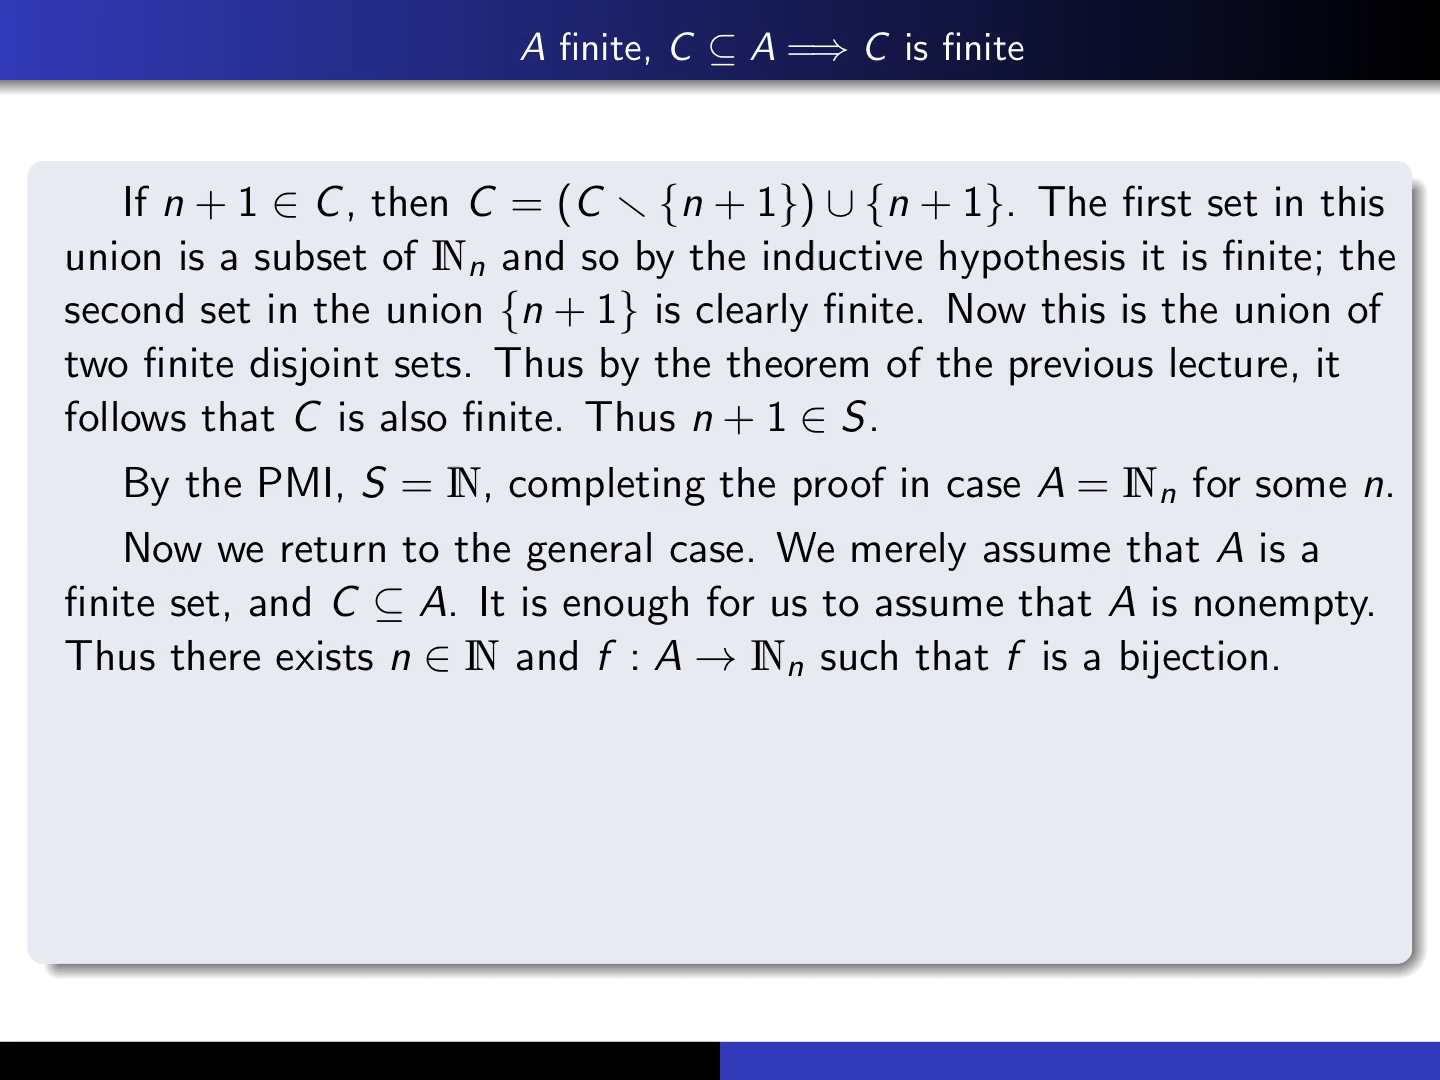 A finite, C ⊆ A ⟹ C is finite
If n + 1 ∈ C, then C = (C ∖ {n + 1}) ∪ {n + 1}. The first set in this
union is a subset of ℕₙ and so by the inductive hypothesis it is finite; the
second set in the union {n + 1} is clearly finite. Now this is the union of
two finite disjoint sets. Thus by the theorem of the previous lecture, it
follows that C is also finite. Thus n + 1 ∈ S.
By the PMI, S = ℕ, completing the proof in case A = ℕₙ for some n.
Now we return to the general case. We merely assume that A is a
finite set, and C ⊆ A. It is enough for us to assume that A is nonempty.
Thus there exists n ∈ ℕ and f : A → ℕₙ such that f is a bijection.